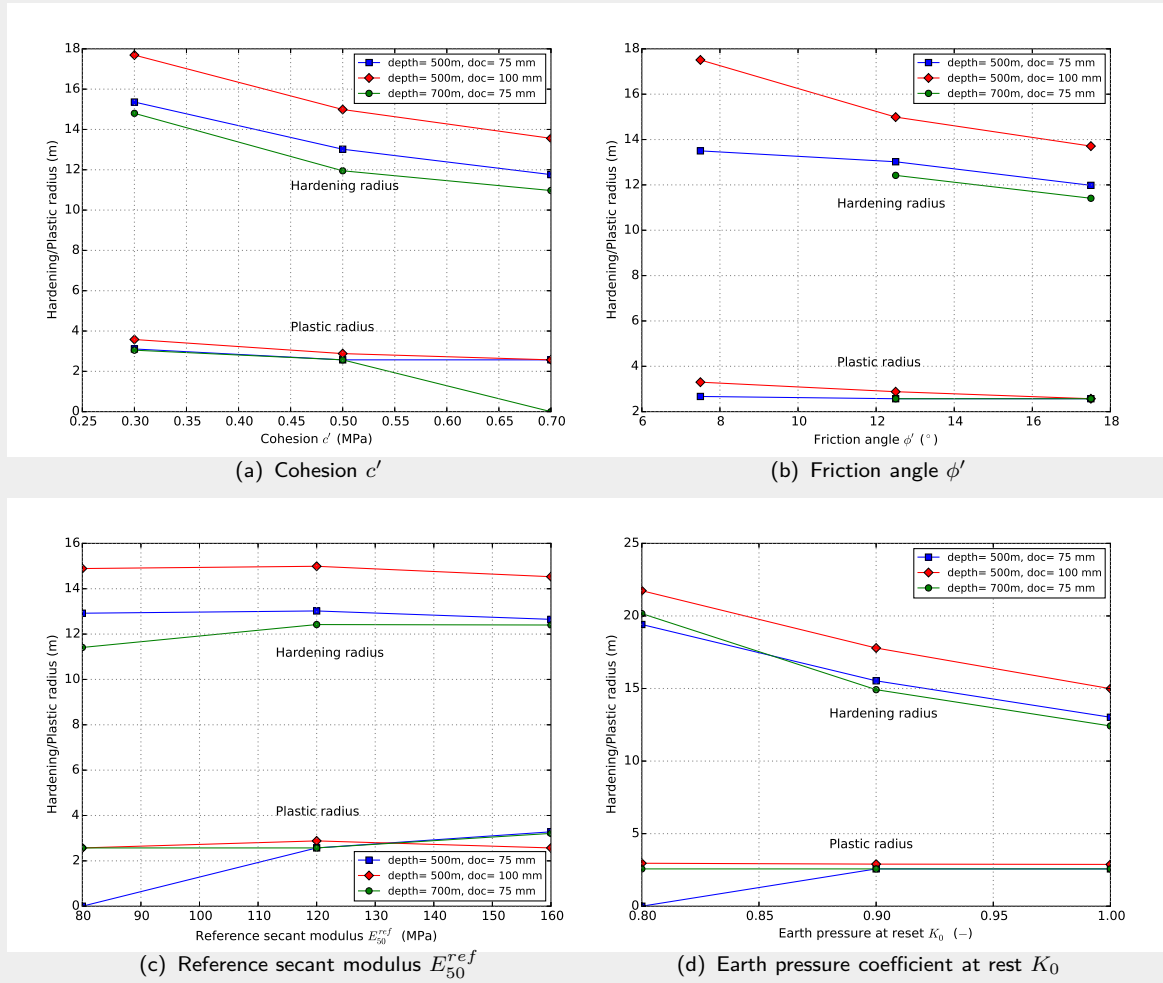 18
16
14
12
10
8
6
4
2
0
Hardening/Plastic radius (m)
depth= 500m, doc= 75 mm
depth= 500m, doc= 100 mm
depth= 700m, doc= 75 mm
Hardening radius
Plastic radius
0.25 0.30 0.35 0.40 0.45 0.50 0.55 0.60 0.65 0.70
Cohesion c′ (MPa)
(a) Cohesion c′
18
16
14
12
10
8
6
4
2
Hardening/Plastic radius (m)
depth= 500m, doc= 75 mm
depth= 500m, doc= 100 mm
depth= 700m, doc= 75 mm
Hardening radius
Plastic radius
6 8 10 12 14 16 18
Friction angle ϕ′ (°)
(b) Friction angle ϕ′
16
14
12
10
8
6
4
2
0
Hardening/Plastic radius (m)
Hardening radius
Plastic radius
depth= 500m, doc= 75 mm
depth= 500m, doc= 100 mm
depth= 700m, doc= 75 mm
80 90 100 110 120 130 140 150 160
Reference secant modulus E_{50}^{ref} (MPa)
(c) Reference secant modulus E_{50}^{ref}
25
20
15
10
5
0
Hardening/Plastic radius (m)
depth= 500m, doc= 75 mm
depth= 500m, doc= 100 mm
depth= 700m, doc= 75 mm
Hardening radius
Plastic radius
0.80 0.85 0.90 0.95 1.00
Earth pressure at reset K_0 (−)
(d) Earth pressure coefficient at rest K_0